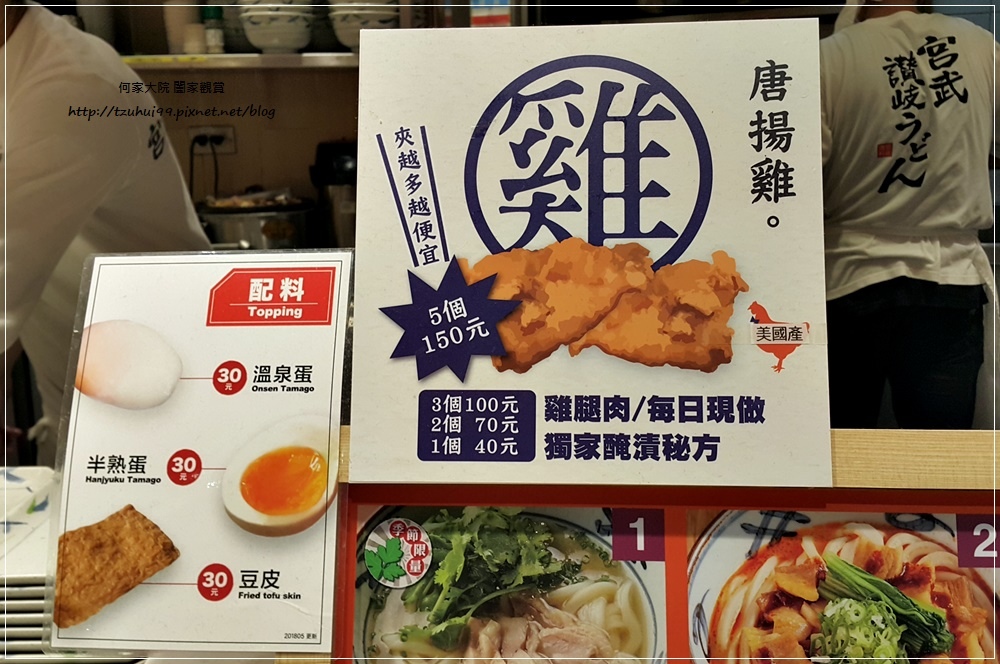 何家大院 闔家觀賞
http://tzuhui99.pixnet.net/blog
宮武
讃岐うどん
唐揚雞。
雞
夾越多越便宜
5個
150元
美國產
3個100元
2個 70元
1個 40元
雞腿肉/每日現做
獨家醃漬秘方
配料
Topping
30元
溫泉蛋
Onsen Tamago
半熟蛋
Hanjyuku Tamago
30元
30元
豆皮
Fried tofu skin
201805 更新
季節限量
1
2